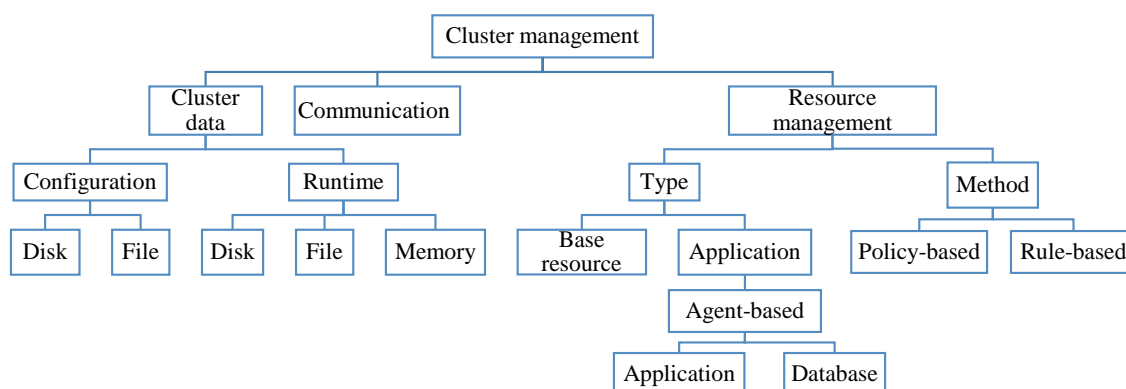 Cluster management
Cluster
data
Communication
Resource
management
Configuration
Runtime
Type
Method
Disk
File
Disk
File
Memory
Base
resource
Application
Policy-based
Rule-based
Agent-based
Application
Database